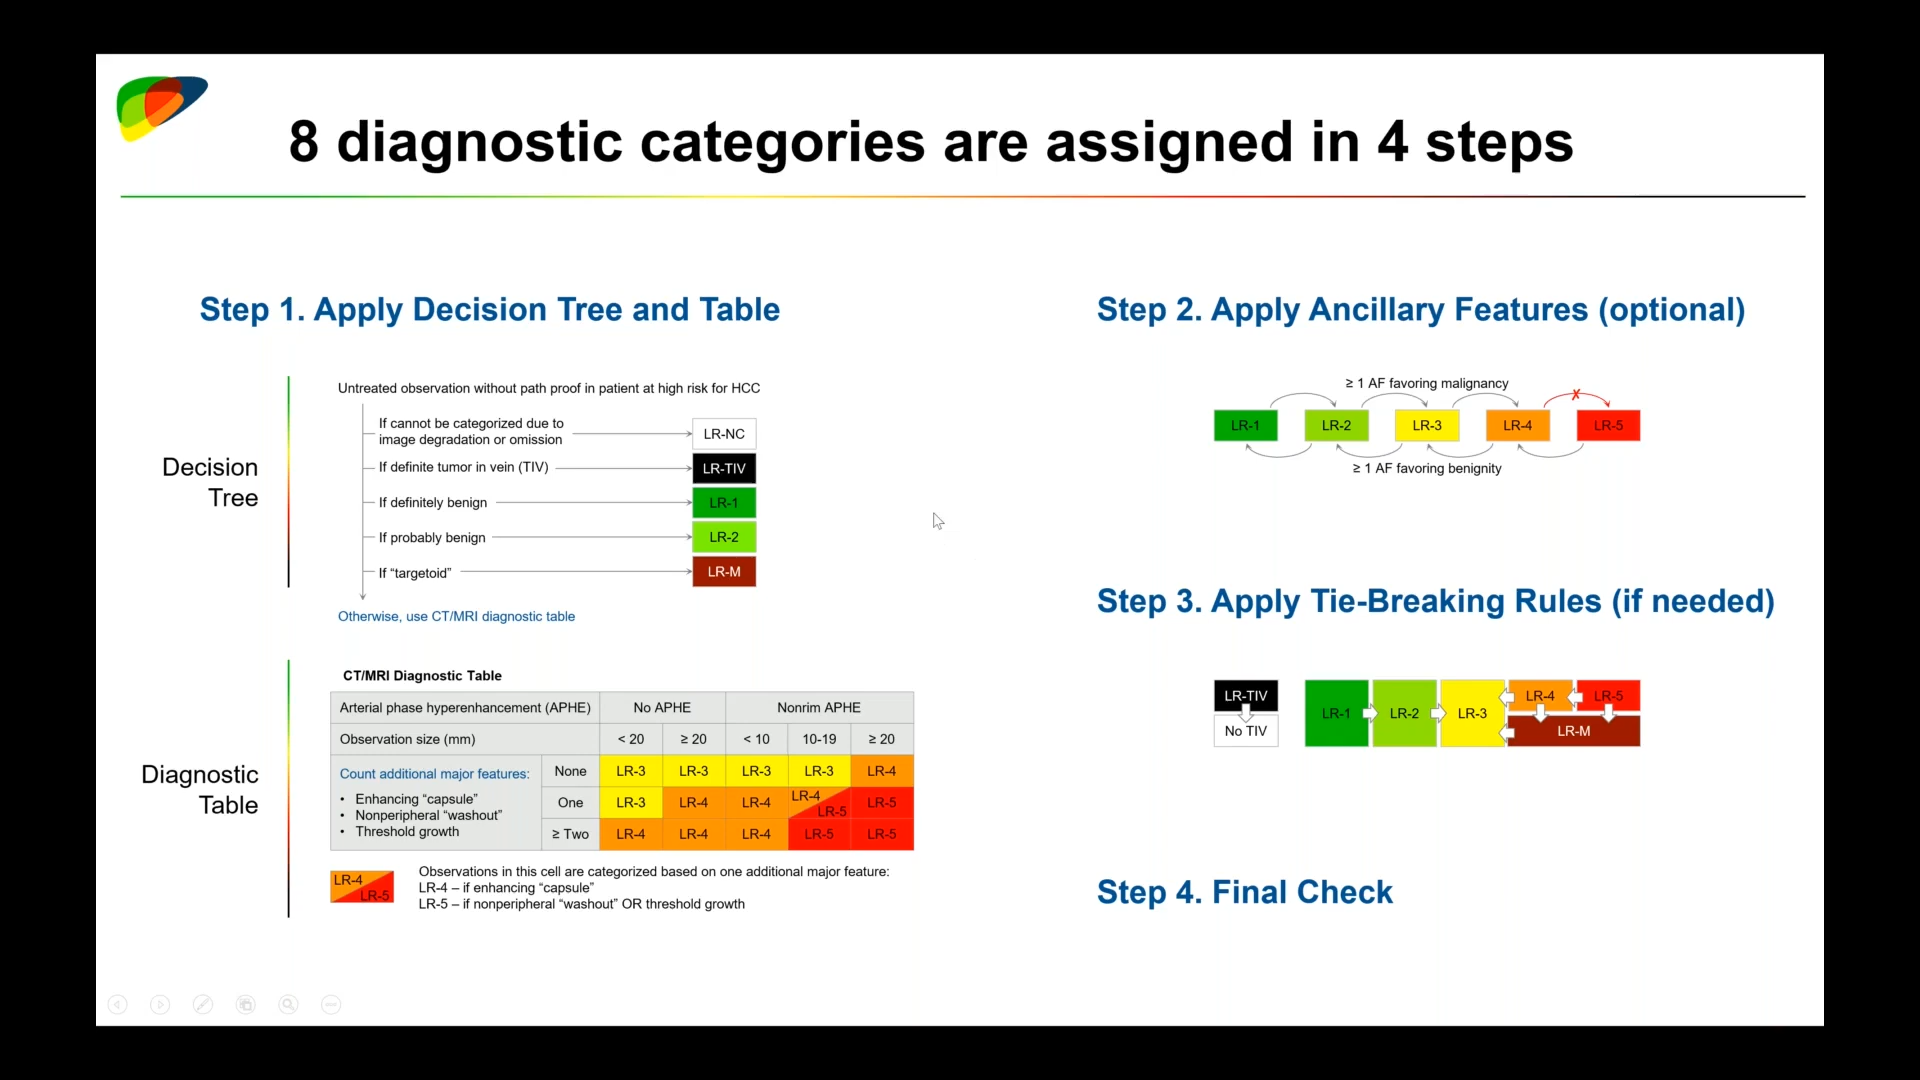 8 diagnostic categories are assigned in 4 steps
Step 1. Apply Decision Tree and Table
Decision
Tree
Untreated observation without path proof in patient at high risk for HCC
If cannot be categorized due to
image degradation or omission
LR-NC
If definite tumor in vein (TIV)
LR-TIV
If definitely benign
LR-1
If probably benign
LR-2
If “targetoid”
LR-M
Otherwise, use CT/MRI diagnostic table
Diagnostic
Table
CT/MRI Diagnostic Table
Arterial phase hyperenhancement (APHE) No APHE Nonrim APHE
Observation size (mm) < 20 ≥ 20 < 10 10-19 ≥ 20
Count additional major features:
• Enhancing “capsule”
• Nonperipheral “washout”
• Threshold growth
None LR-3 LR-3 LR-3 LR-3 LR-4
One LR-3 LR-4 LR-4 LR-4 LR-5 LR-5
≥ Two LR-4 LR-4 LR-4 LR-5 LR-5
LR-4
LR-5
Observations in this cell are categorized based on one additional major feature:
LR-4 – if enhancing “capsule”
LR-5 – if nonperipheral “washout” OR threshold growth
Step 2. Apply Ancillary Features (optional)
≥ 1 AF favoring malignancy
✗
LR-1 LR-2 LR-3 LR-4 LR-5
≥ 1 AF favoring benignity
Step 3. Apply Tie-Breaking Rules (if needed)
LR-TIV
No TIV
LR-1 LR-2 LR-3 LR-4 LR-5
LR-M
Step 4. Final Check